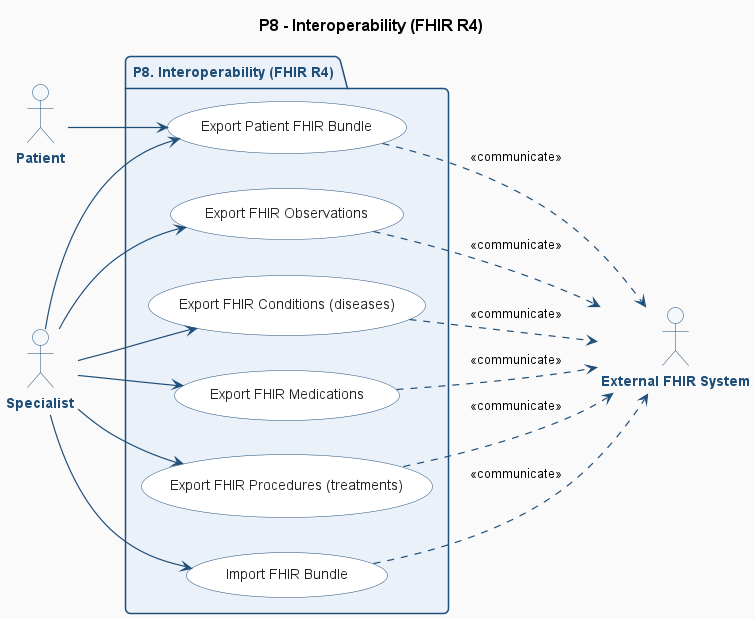 P8 - Interoperability (FHIR R4)
P8. Interoperability (FHIR R4)
Patient
Export Patient FHIR Bundle
«communicate»
Export FHIR Observations
«communicate»
Export FHIR Conditions (diseases)
«communicate»
«communicate»
External FHIR System
Specialist
Export FHIR Medications
«communicate»
Export FHIR Procedures (treatments)
«communicate»
Import FHIR Bundle